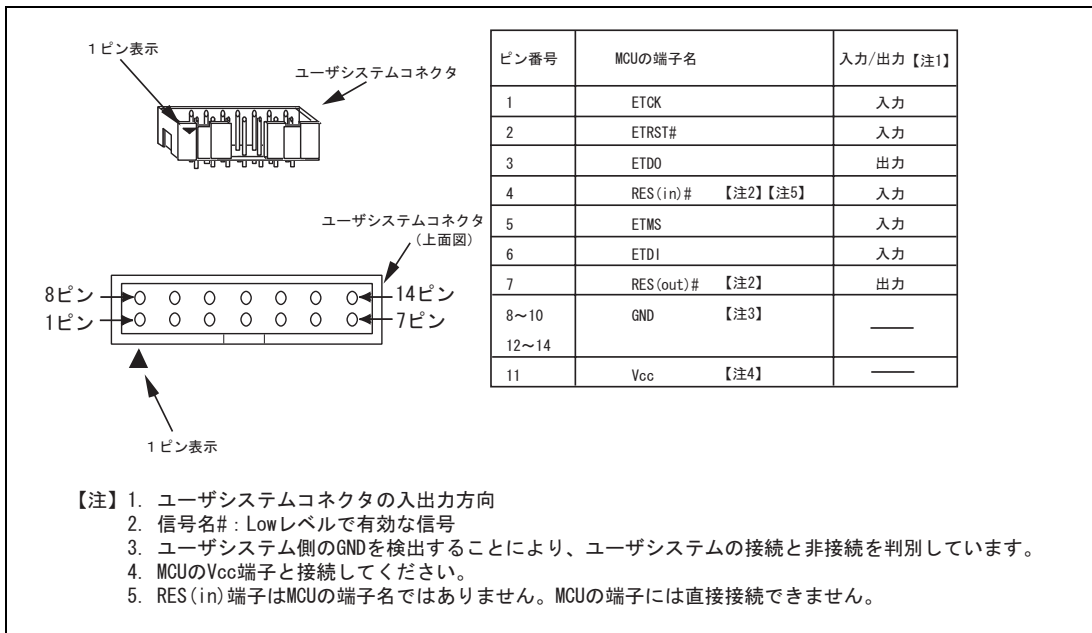 1ピン表示
ユーザシステムコネクタ
ユーザシステムコネクタ
(上面図)
8ピン
14ピン
1ピン
7ピン
1ピン表示
ピン番号 MCUの端子名 入力/出力【注1】
1 ETCK 入力
2 ETRST# 入力
3 ETDO 出力
4 RES(in)# 【注2】【注5】 入力
5 ETMS 入力
6 ETDI 入力
7 RES(out)# 【注2】 出力
8～10 GND 【注3】 ――
12～14
11 Vcc 【注4】 ――
【注】1. ユーザシステムコネクタの入出力方向
2. 信号名#：Lowレベルで有効な信号
3. ユーザシステム側のGNDを検出することにより、ユーザシステムの接続と非接続を判別しています。
4. MCUのVcc端子と接続してください。
5. RES(in)端子はMCUの端子名ではありません。MCUの端子には直接接続できません。